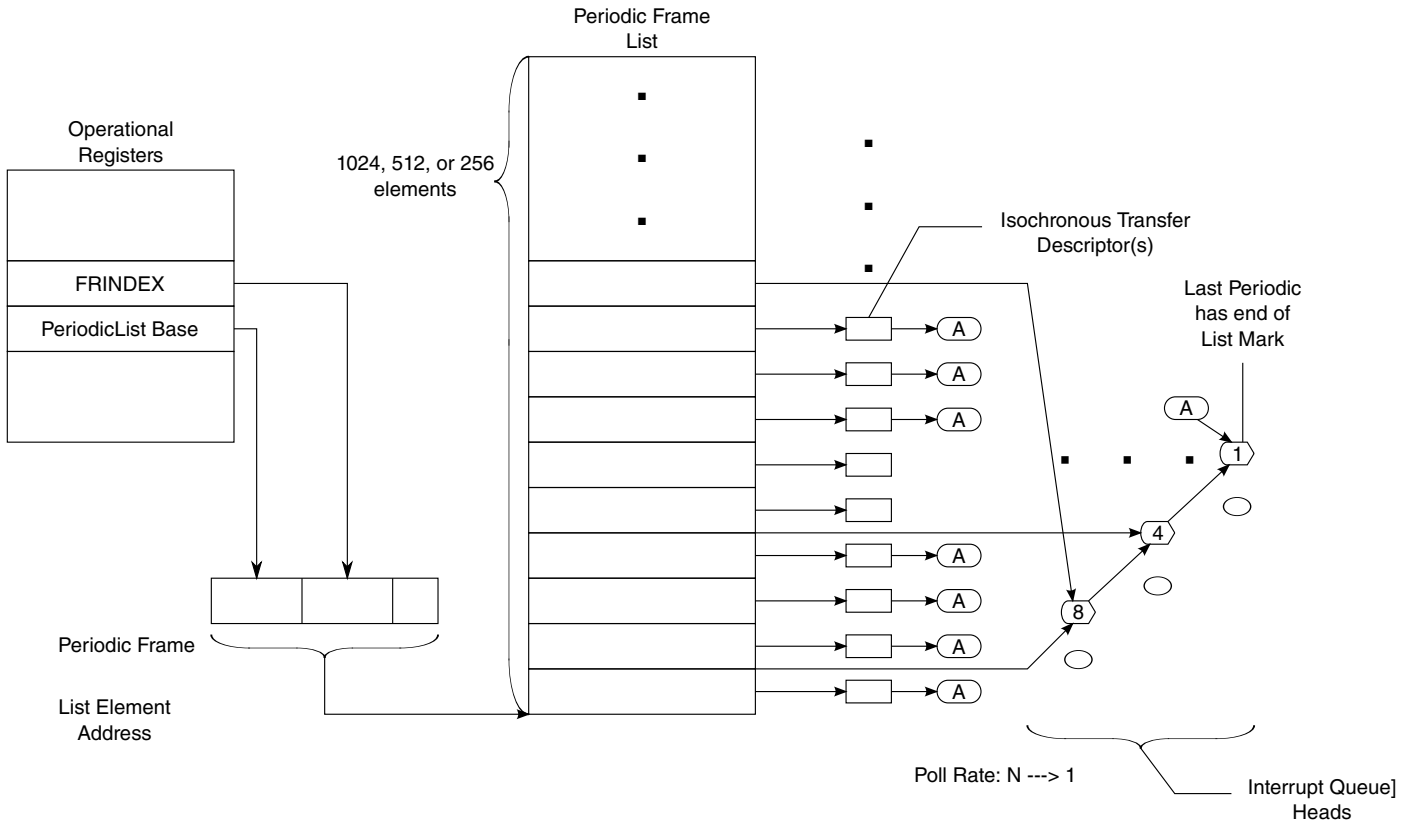 Periodic Frame
List
Operational
Registers
1024, 512, or 256
elements
Isochronous Transfer
Descriptor(s)
FRINDEX
Last Periodic
has end of
List Mark
PeriodicList Base
A
A
A
A
1
4
A
A
8
A
A
Periodic Frame
List Element
Address
Poll Rate: N ---> 1
Interrupt Queue]
Heads